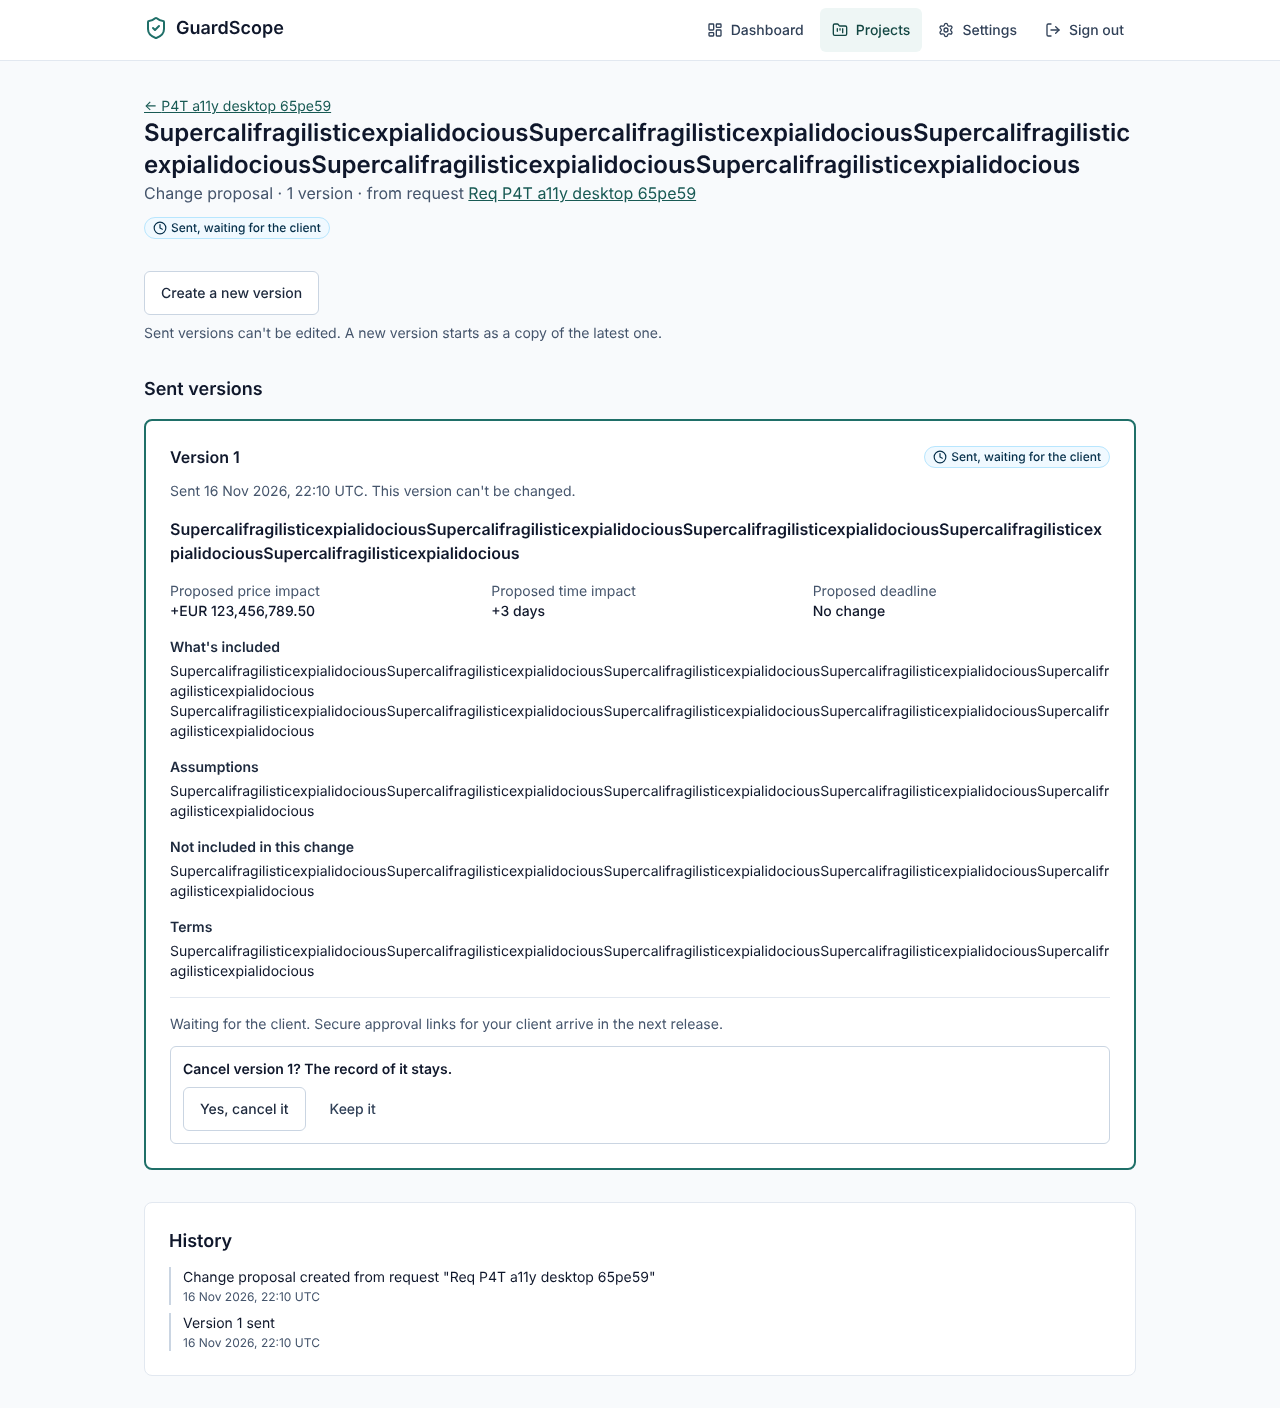 GuardScope
Dashboard
Projects
Settings
Sign out
← P4T a11y desktop 65pe59
SupercalifragilisticexpialidociousSupercalifragilisticexpialidociousSupercalifragilistic
expialidociousSupercalifragilisticexpialidociousSupercalifragilisticexpialidocious
Change proposal · 1 version · from request Req P4T a11y desktop 65pe59
Sent, waiting for the client
Create a new version
Sent versions can't be edited. A new version starts as a copy of the latest one.
Sent versions
Version 1
Sent, waiting for the client
Sent 16 Nov 2026, 22:10 UTC. This version can't be changed.
SupercalifragilisticexpialidociousSupercalifragilisticexpialidociousSupercalifragilisticexpialidociousSupercalifragilisticex
pialidociousSupercalifragilisticexpialidocious
Proposed price impact
+EUR 123,456,789.50
Proposed time impact
+3 days
Proposed deadline
No change
What's included
SupercalifragilisticexpialidociousSupercalifragilisticexpialidociousSupercalifragilisticexpialidociousSupercalifragilisticexpialidociousSupercalifr
agilisticexpialidocious
SupercalifragilisticexpialidociousSupercalifragilisticexpialidociousSupercalifragilisticexpialidociousSupercalifragilisticexpialidociousSupercalifr
agilisticexpialidocious
Assumptions
SupercalifragilisticexpialidociousSupercalifragilisticexpialidociousSupercalifragilisticexpialidociousSupercalifragilisticexpialidociousSupercalifr
agilisticexpialidocious
Not included in this change
SupercalifragilisticexpialidociousSupercalifragilisticexpialidociousSupercalifragilisticexpialidociousSupercalifragilisticexpialidociousSupercalifr
agilisticexpialidocious
Terms
SupercalifragilisticexpialidociousSupercalifragilisticexpialidociousSupercalifragilisticexpialidociousSupercalifragilisticexpialidociousSupercalifr
agilisticexpialidocious
Waiting for the client. Secure approval links for your client arrive in the next release.
Cancel version 1? The record of it stays.
Yes, cancel it
Keep it
History
Change proposal created from request "Req P4T a11y desktop 65pe59"
16 Nov 2026, 22:10 UTC
Version 1 sent
16 Nov 2026, 22:10 UTC